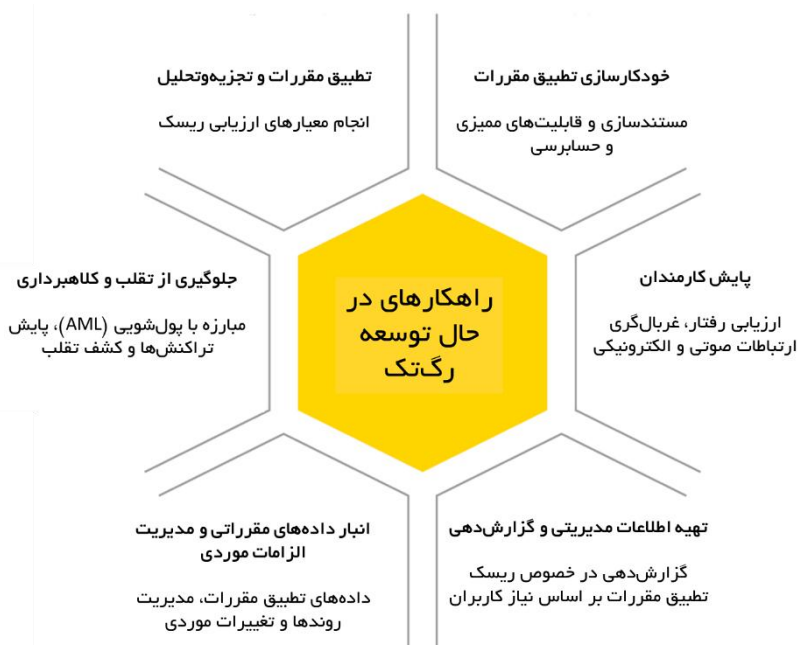 خودکارسازی تطبیق مقررات
مستندسازی و قابلیت‌های ممیزی
و حسابرسی
تطبیق مقررات و تجزیه‌وتحلیل
انجام معیارهای ارزیابی ریسک
پایش کارمندان
ارزیابی رفتار، غربال‌گری
ارتباطات صوتی و الکترونیکی
راهکارهای در
حال توسعه
رگ‌تک
جلوگیری از تقلب و کلاهبرداری
مبارزه با پول‌شویی (AML)، پایش
تراکنش‌ها و کشف تقلب
تهیه اطلاعات مدیریتی و گزارش‌دهی
گزارش‌دهی در خصوص ریسک
تطبیق مقررات بر اساس نیاز کاربران
انبار داده‌های مقرراتی و مدیریت
الزامات موردی
داده‌های تطبیق مقررات، مدیریت
روندها و تغییرات موردی